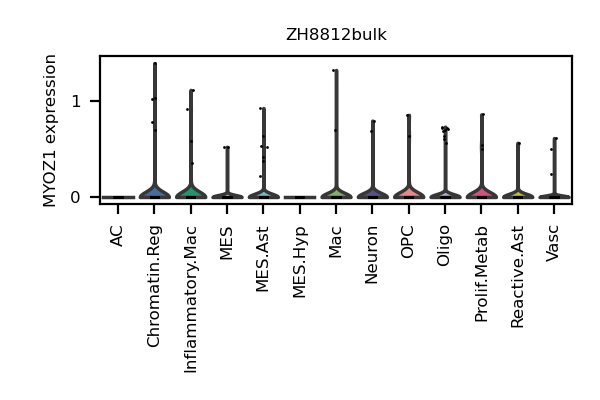 ZH8812bulk
MYOZ1 expression
1
0
AC
Chromatin.Reg
Inflammatory.Mac
MES
MES.Ast
MES.Hyp
Mac
Neuron
OPC
Oligo
Prolif.Metab
Reactive.Ast
Vasc